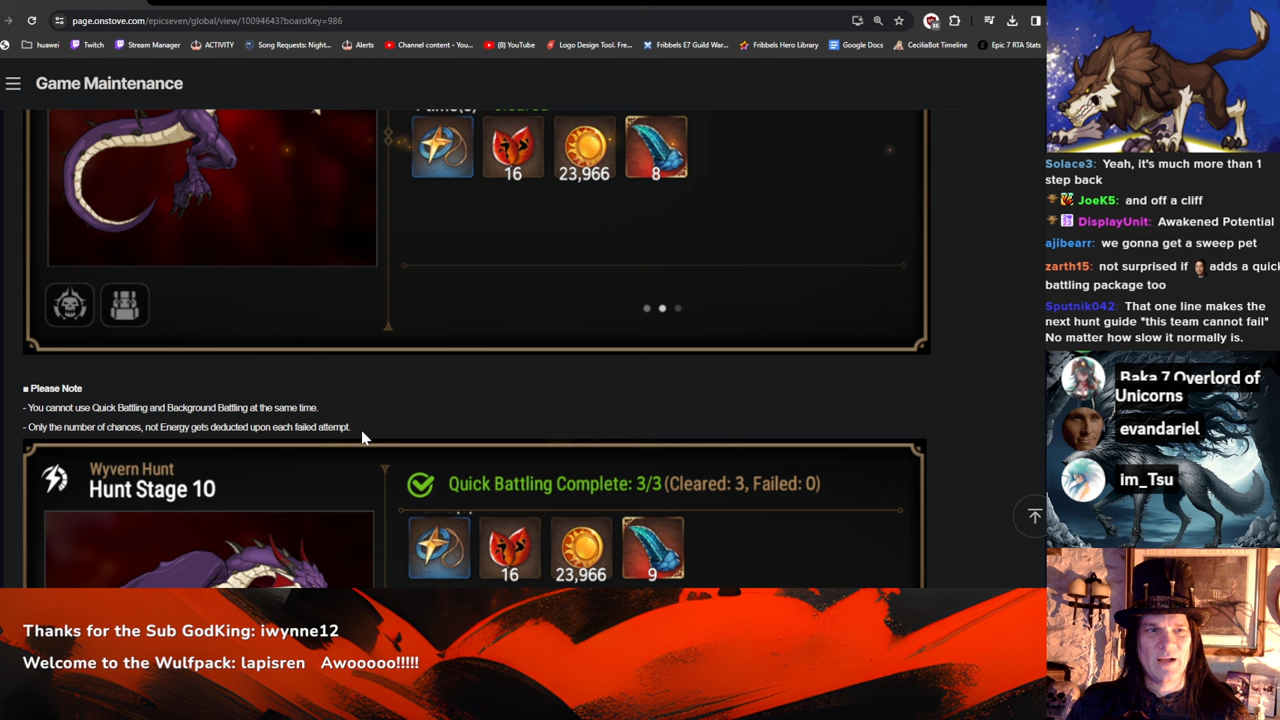 page.onstove.com/epicseven/global/view/10094643?boardKey=986
huawei Twitch Stream Manager ACTIVITY Song Requests: Night... Alerts Channel content - You... (8) YouTube Logo Design Tool. Fre... Fribbels E7 Guild War... Fribbels Hero Library Google Docs CeciliaBot Timeline Epic 7 RTA Stats
Game Maintenance
16 23,966 8
■ Please Note
- You cannot use Quick Battling and Background Battling at the same time.
- Only the number of chances, not Energy gets deducted upon each failed attempt.
Wyvern Hunt
Hunt Stage 10
Quick Battling Complete: 3/3 (Cleared: 3, Failed: 0)
16 23,966 9
Thanks for the Sub GodKing: iwynne12
Welcome to the Wulfpack: lapisren Awooooo!!!!!
Solace3: Yeah, it's much more than 1
step back
JoeK5: and off a cliff
DisplayUnit: Awakened Potential
ajibearr: we gonna get a sweep pet
zarth15: not surprised if adds a quick
battling package too
Sputnik042: That one line makes the
next hunt guide "this team cannot fail"
No matter how slow it normally is.
Baka 7 Overlord of
Unicorns
evandariel
im_Tsu